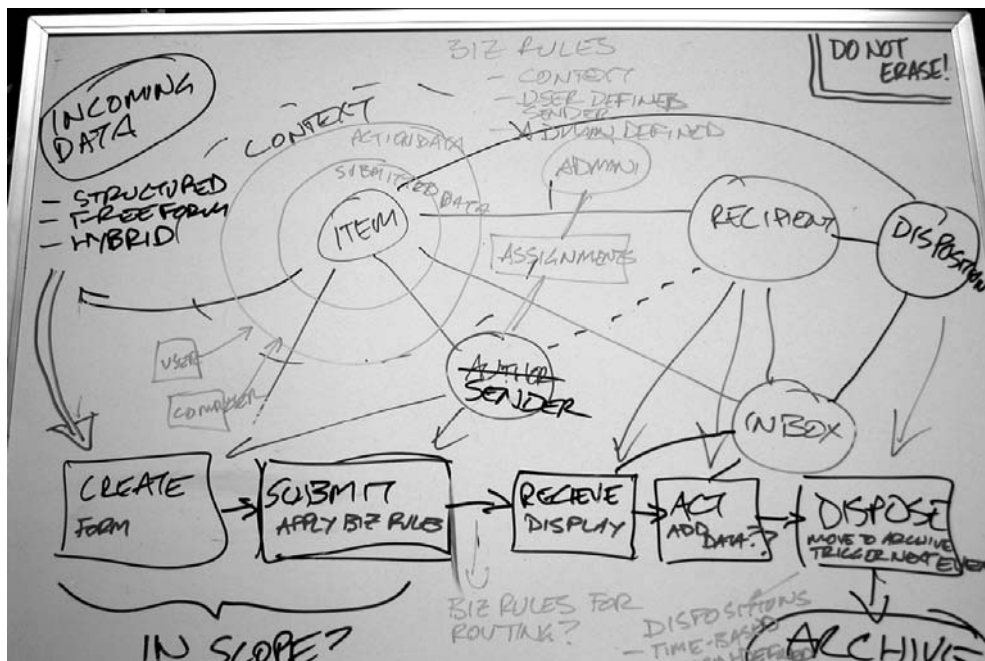 BIZ RULES
- CONTEXT
- USER DEFINED
SENDER
- ADMIN DEFINED
DO NOT
ERASE!
INCOMING
DATA
- STRUCTURED
- FREEFORM
- HYBRID
CONTEXT
ACTION DATA
SUBMITTED DATA
ITEM
ADMIN
ASSIGNMENTS
RECIPIENT
DISPOSITION
USER
COMPUTER
AUTHOR
SENDER
INBOX
CREATE
FORM
SUBMIT
APPLY BIZ RULES
RECIEVE
DISPLAY
ACT
ADD DATA??
DISPOSE
MOVE TO ARCHIVE
TRIGGER NEXT EVEN
IN SCOPE?
BIZ RULES FOR
ROUTING?
DISPOSITIONS
- TIME-BASED
ARCHIVE